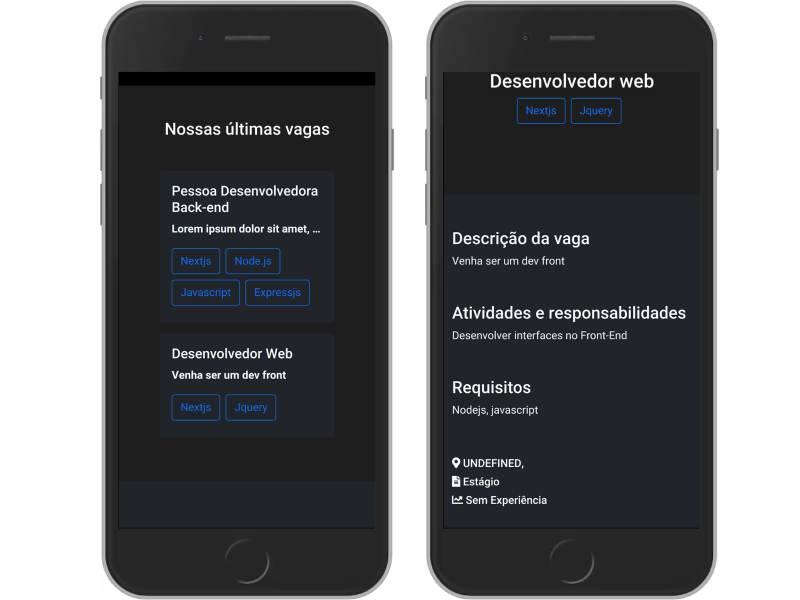 Nossas últimas vagas
Pessoa Desenvolvedora
Back-end
Lorem ipsum dolor sit amet, ...
Nextjs
Node.js
Javascript
Expressjs
Desenvolvedor Web
Venha ser um dev front
Nextjs
Jquery
Desenvolvedor web
Nextjs
Jquery
Descrição da vaga
Venha ser um dev front
Atividades e responsabilidades
Desenvolver interfaces no Front-End
Requisitos
Nodejs, javascript
UNDEFINED,
Estágio
Sem Experiência